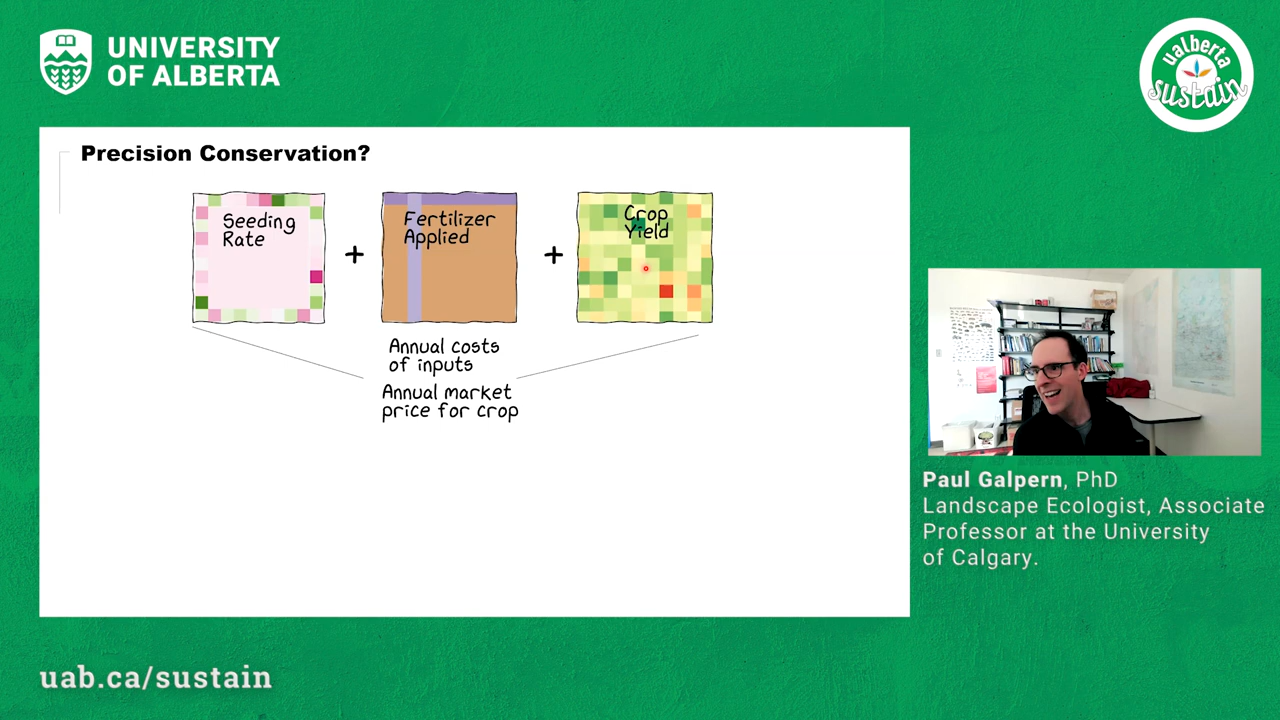 UNIVERSITY
OF ALBERTA
ualberta
sustain
Precision Conservation?
Seeding
Rate
+
Fertilizer
Applied
+
Crop
Yield
Annual costs
of inputs
Annual market
price for crop
Paul Galpern, PhD
Landscape Ecologist, Associate
Professor at the University
of Calgary.
uab.ca/sustain